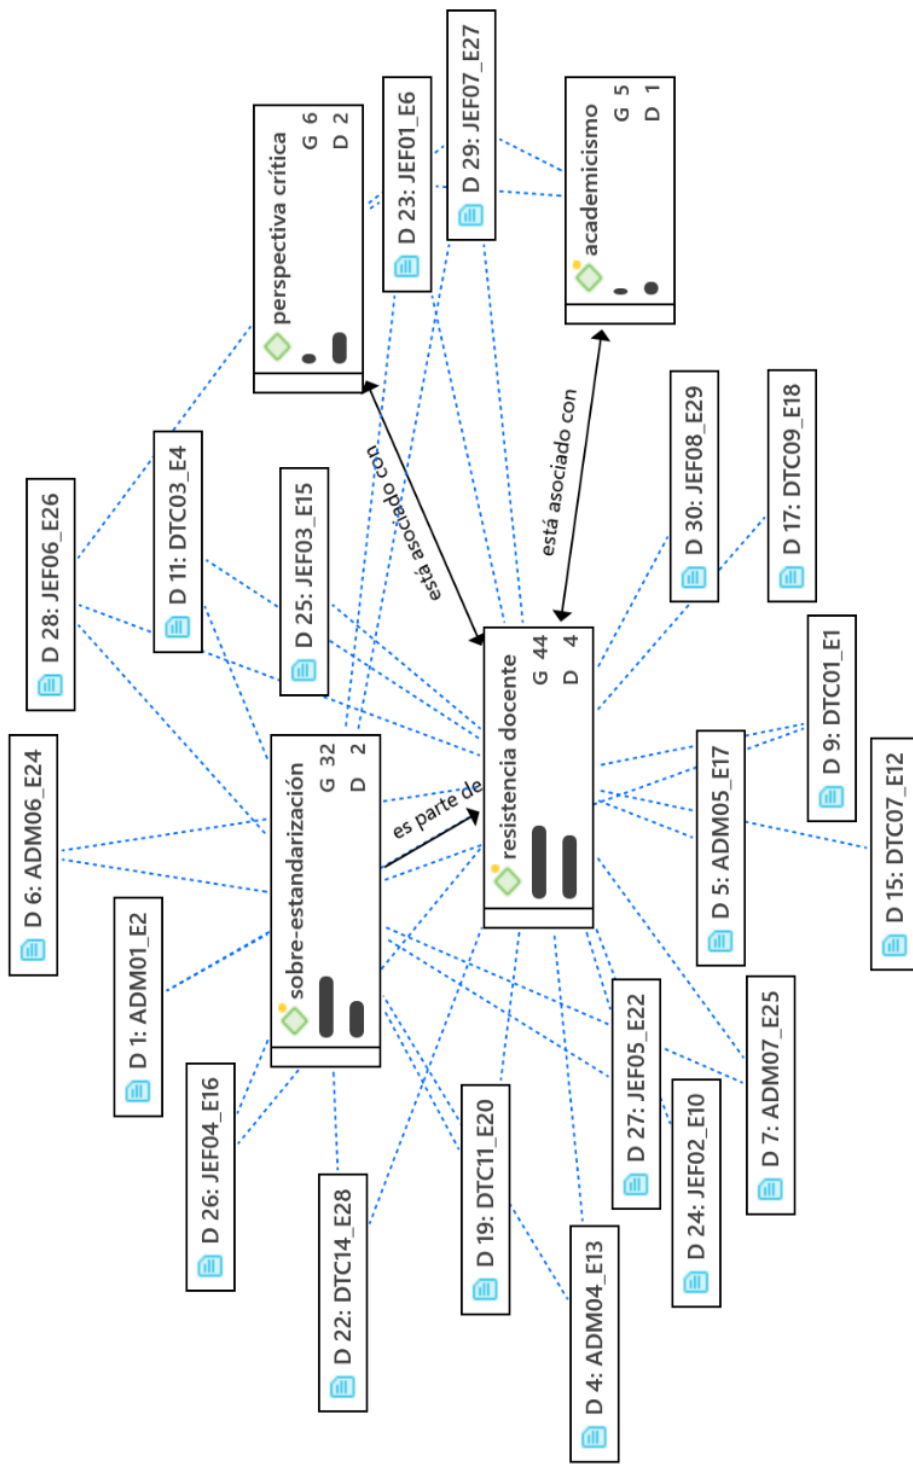 D 6: ADM06_E24
D 28: JEF06_E26
D 1: ADM01_E2
D 11: DTC03_E4
D 26: JEF04_E16
D 25: JEF03_E15
perspectiva crítica
G 6
D 2
sobre-estandarización
G 32
D 2
D 22: DTC14_E28
D 23: JEF01_E6
D 29: JEF07_E27
está asociado con
es parte de
D 19: DTC11_E20
resistencia docente
G 44
D 4
está asociado con
academicismo
G 5
D 1
D 4: ADM04_E13
D 27: JEF05_E22
D 24: JEF02_E10
D 5: ADM05_E17
D 30: JEF08_E29
D 7: ADM07_E25
D 9: DTC01_E1
D 17: DTC09_E18
D 15: DTC07_E12